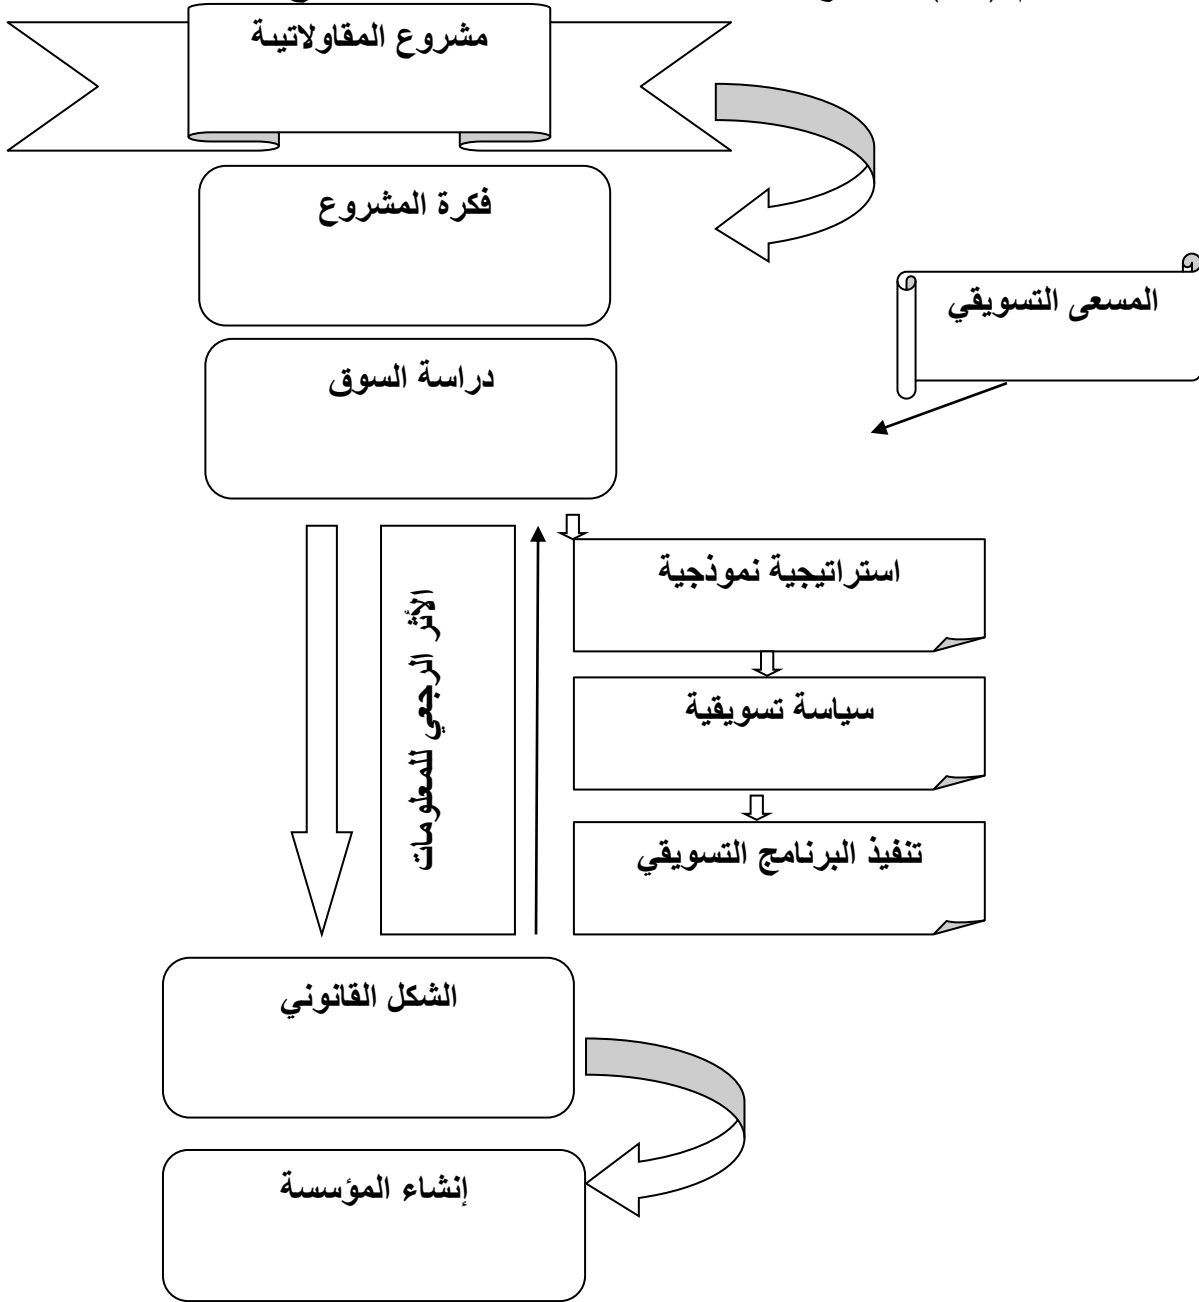 مشروع المقاولاتية
فكرة المشروع
المسعى التسويقي
دراسة السوق
استراتيجية نموذجية
الأثر الرجعي للمعلومات
سياسة تسويقية
تنفيذ البرنامج التسويقي
الشكل القانوني
إنشاء المؤسسة